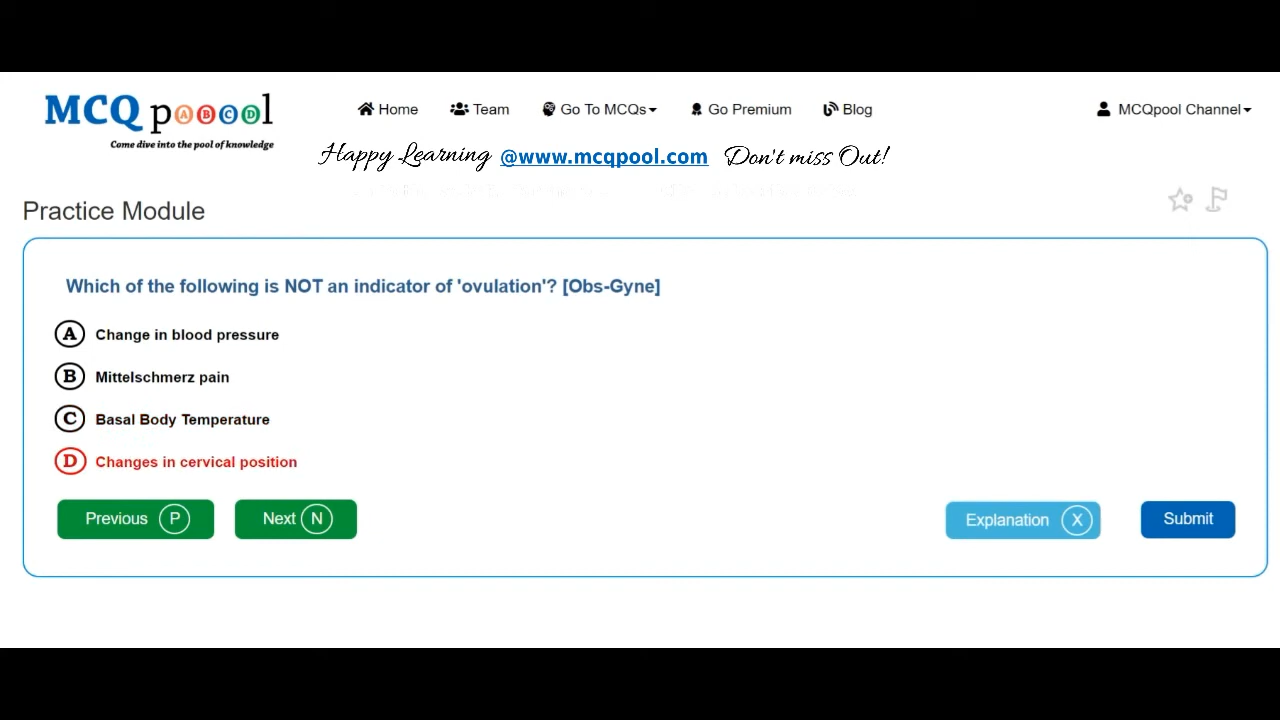 MCQ pooool
Come dive into the pool of knowledge
Home Team Go To MCQs Go Premium Blog MCQpool Channel
Happy Learning @www.mcqpool.com Don't miss Out!
Practice Module
Which of the following is NOT an indicator of 'ovulation'? [Obs-Gyne]
A Change in blood pressure
B Mittelschmerz pain
C Basal Body Temperature
D Changes in cervical position
Previous P Next N Explanation X Submit